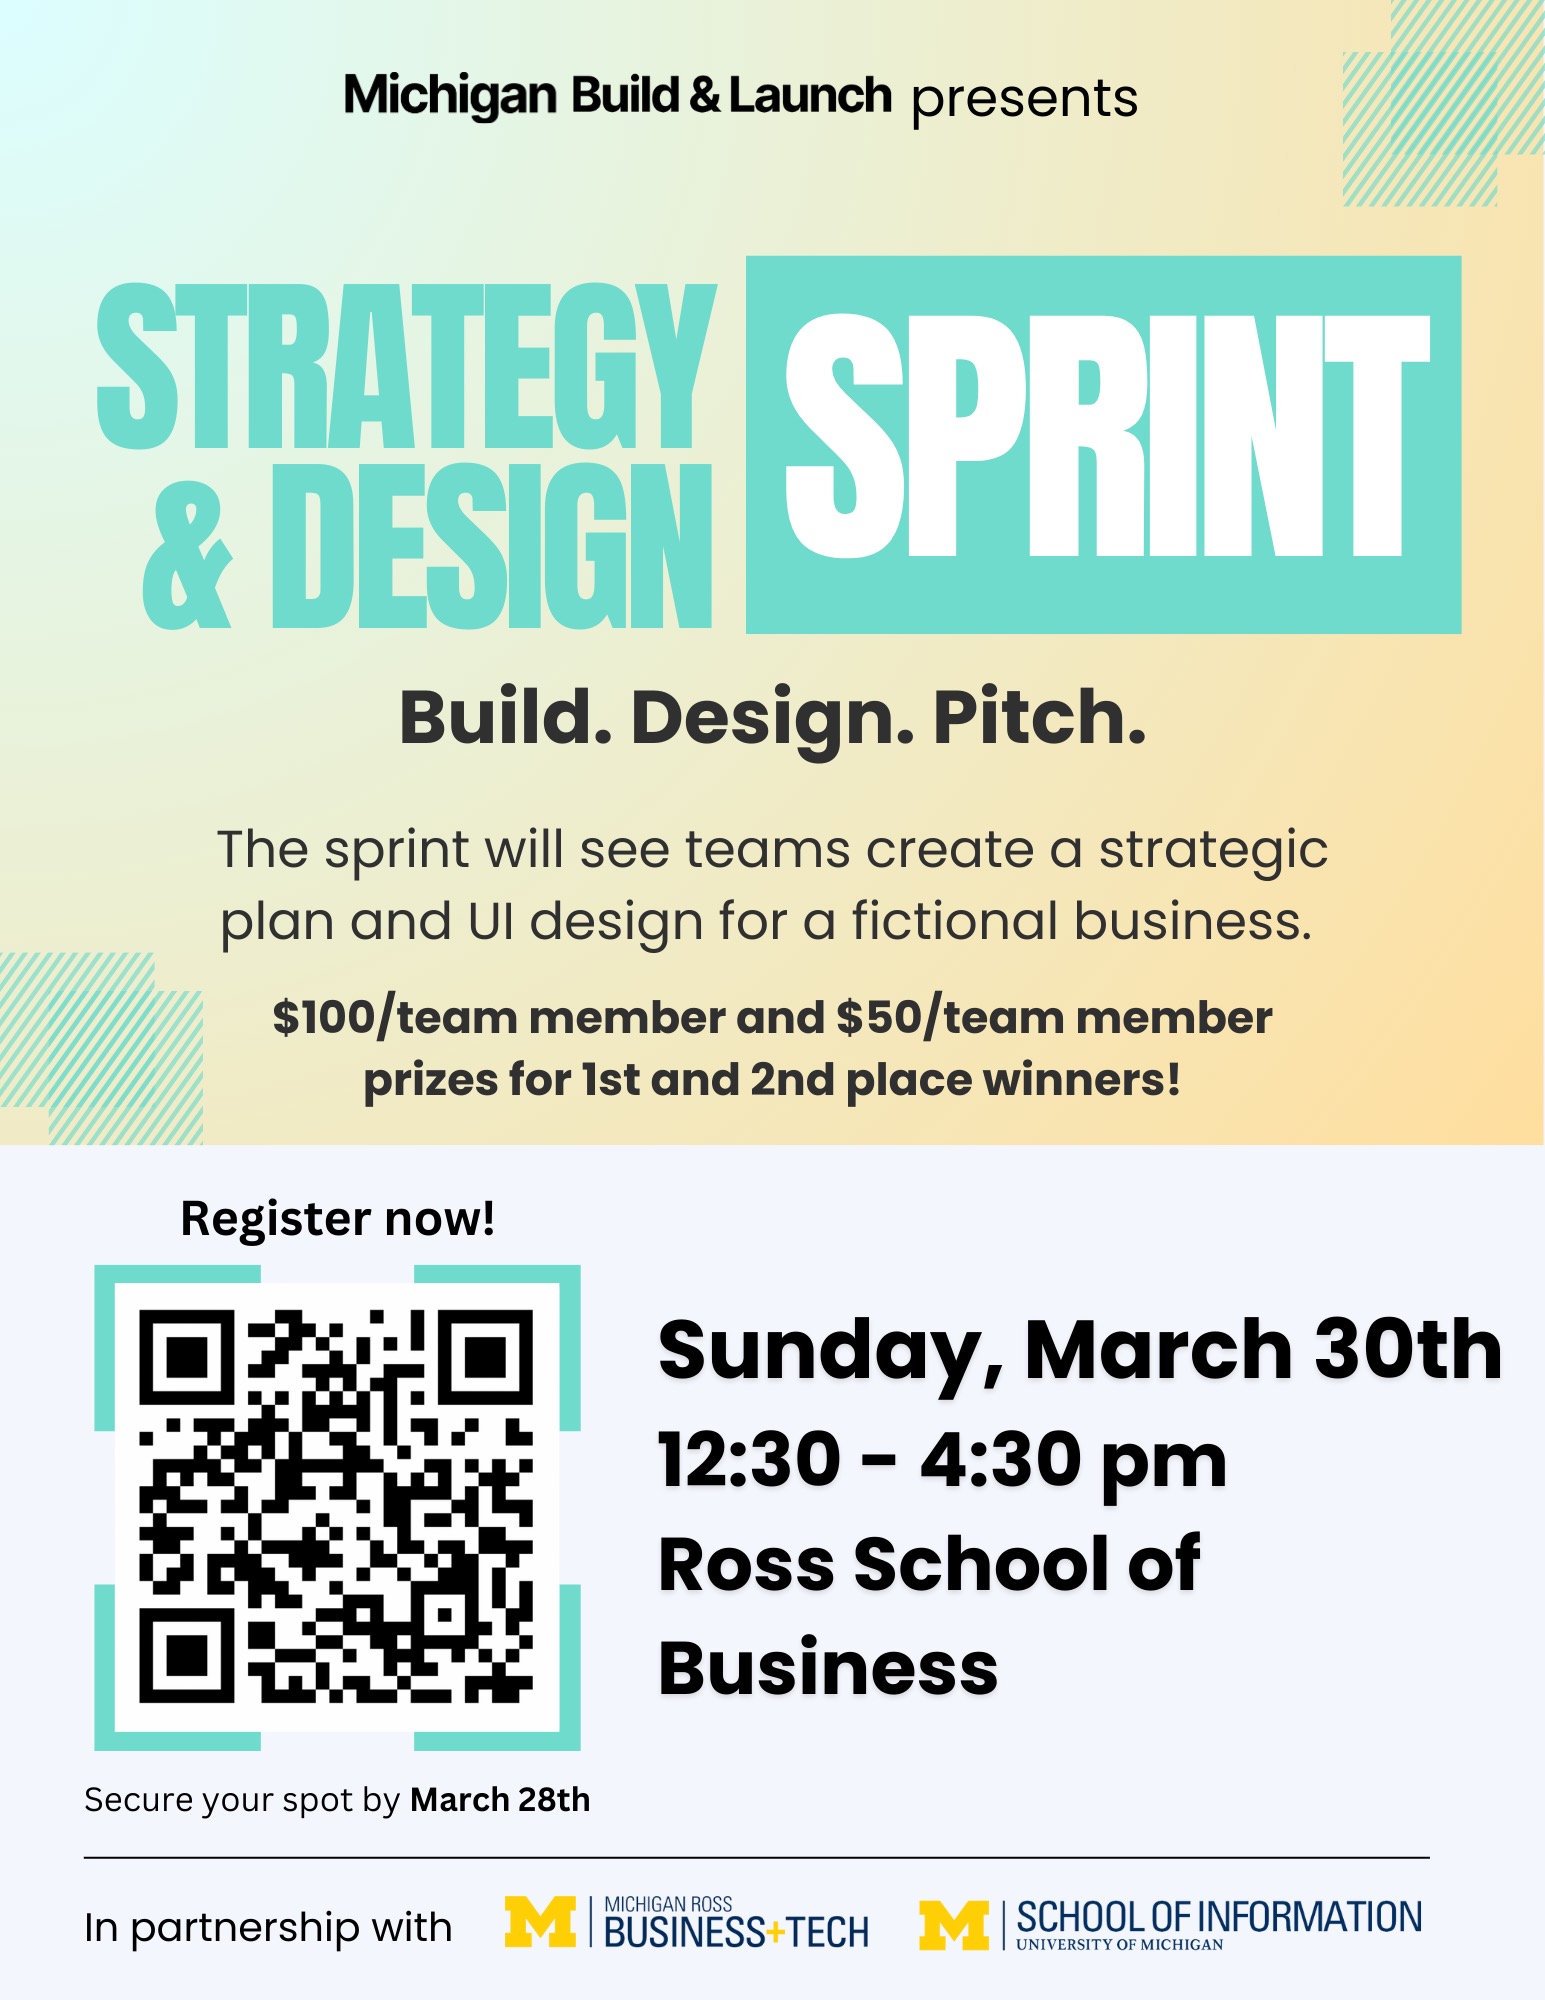 Michigan Build & Launch presents
STRATEGY
& DESIGN
SPRINT
Build. Design. Pitch.
The sprint will see teams create a strategic
plan and UI design for a fictional business.
$100/team member and $50/team member
prizes for 1st and 2nd place winners!
Register now!
Sunday, March 30th
12:30 - 4:30 pm
Ross School of
Business
Secure your spot by March 28th
In partnership with
M
MICHIGAN ROSS
BUSINESS+TECH
M
SCHOOL OF INFORMATION
UNIVERSITY OF MICHIGAN